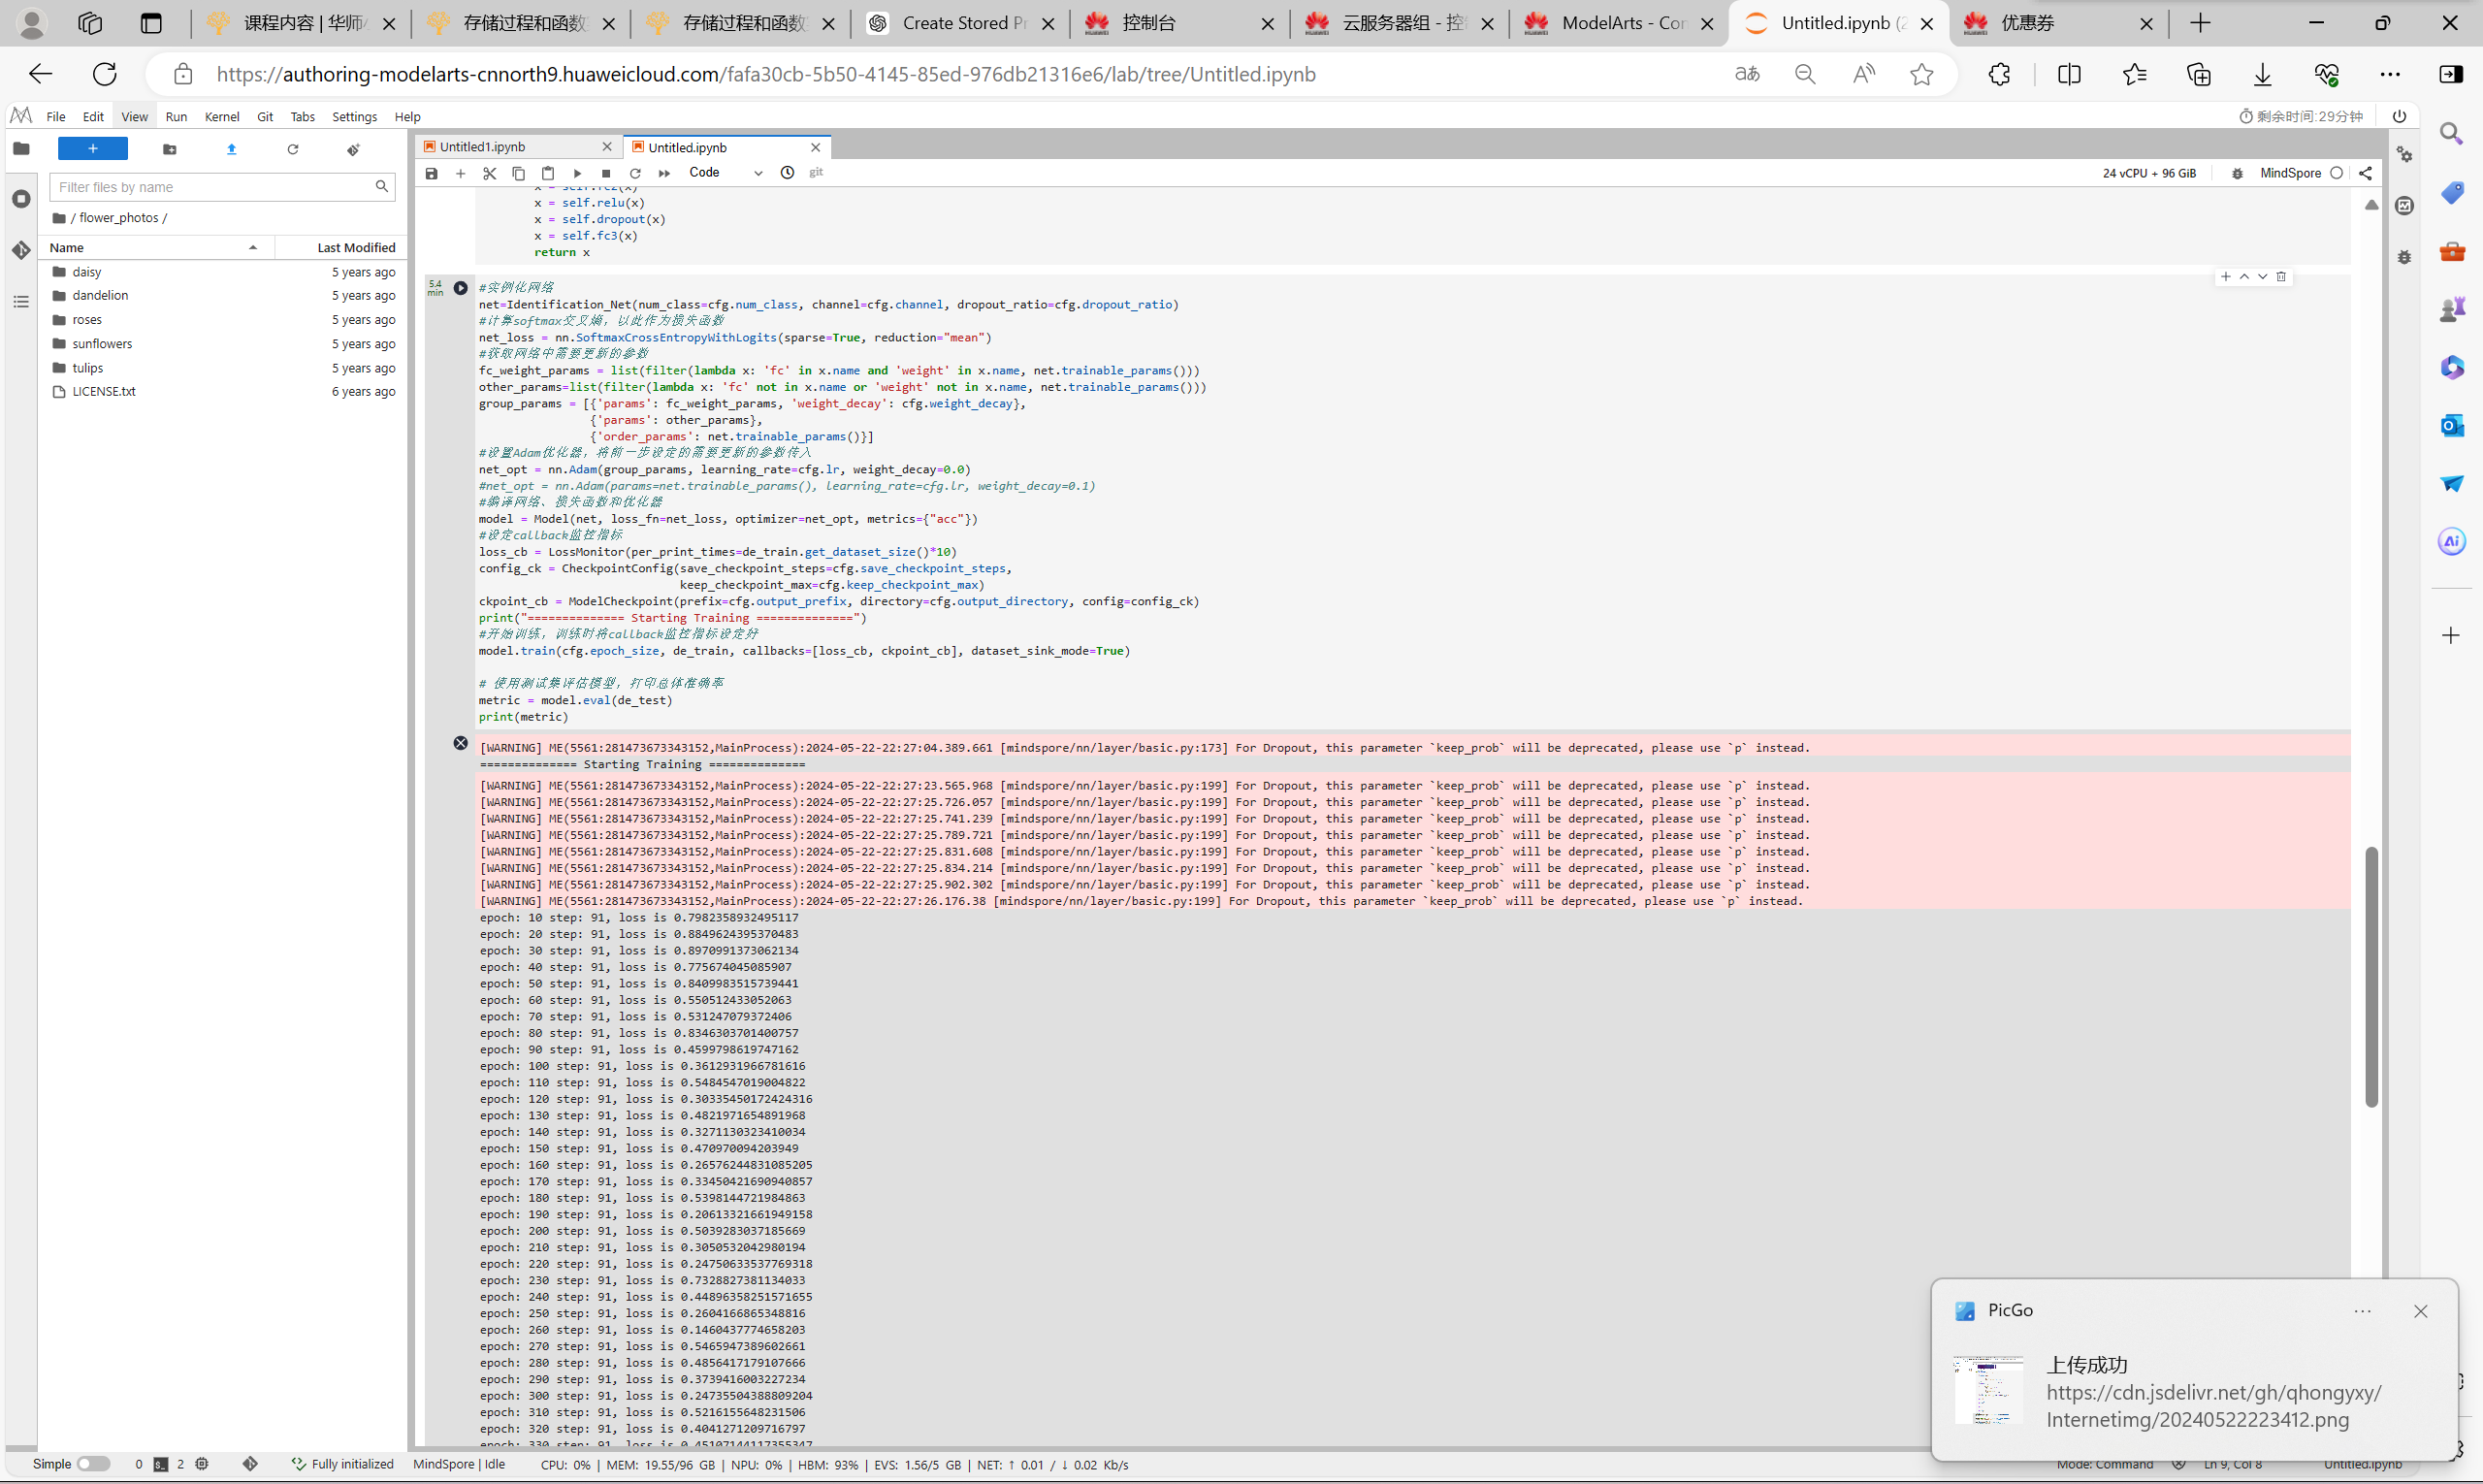 课程内容 | 华师
存储过程和函数
存储过程和函数
Create Stored Pr
控制台
云服务器组 - 控
ModelArts - Con
Untitled.ipynb (2
优惠券
https://authoring-modelarts-cnnorth9.huaweicloud.com/fafa30cb-5b50-4145-85ed-976db21316e6/lab/tree/Untitled.ipynb
File Edit View Run Kernel Git Tabs Settings Help
剩余时间:29分钟
Untitled1.ipynb
Untitled.ipynb
Code
git
24 vCPU + 96 GiB
MindSpore
Filter files by name
/ flower_photos /
Name Last Modified
daisy 5 years ago
dandelion 5 years ago
roses 5 years ago
sunflowers 5 years ago
tulips 5 years ago
LICENSE.txt 6 years ago
x = self.fc2(x)
x = self.relu(x)
x = self.dropout(x)
x = self.fc3(x)
return x
5.4 min
#实例化网络
net=Identification_Net(num_class=cfg.num_class, channel=cfg.channel, dropout_ratio=cfg.dropout_ratio)
#计算softmax交叉熵，以此作为损失函数
net_loss = nn.SoftmaxCrossEntropyWithLogits(sparse=True, reduction="mean")
#获取网络中需要更新的参数
fc_weight_params = list(filter(lambda x: 'fc' in x.name and 'weight' in x.name, net.trainable_params()))
other_params=list(filter(lambda x: 'fc' not in x.name or 'weight' not in x.name, net.trainable_params()))
group_params = [{'params': fc_weight_params, 'weight_decay': cfg.weight_decay},
{'params': other_params},
{'order_params': net.trainable_params()}]
#设置Adam优化器，将前一步设定的需要更新的参数传入
net_opt = nn.Adam(group_params, learning_rate=cfg.lr, weight_decay=0.0)
#net_opt = nn.Adam(params=net.trainable_params(), learning_rate=cfg.lr, weight_decay=0.1)
#编译网络、损失函数和优化器
model = Model(net, loss_fn=net_loss, optimizer=net_opt, metrics={"acc"})
#设定callback监控指标
loss_cb = LossMonitor(per_print_times=de_train.get_dataset_size()*10)
config_ck = CheckpointConfig(save_checkpoint_steps=cfg.save_checkpoint_steps,
keep_checkpoint_max=cfg.keep_checkpoint_max)
ckpoint_cb = ModelCheckpoint(prefix=cfg.output_prefix, directory=cfg.output_directory, config=config_ck)
print("============== Starting Training ==============")
#开始训练，训练时将callback监控指标设定好
model.train(cfg.epoch_size, de_train, callbacks=[loss_cb, ckpoint_cb], dataset_sink_mode=True)
# 使用测试集评估模型，打印总体准确率
metric = model.eval(de_test)
print(metric)
[WARNING] ME(5561:281473673343152,MainProcess):2024-05-22-22:27:04.389.661 [mindspore/nn/layer/basic.py:173] For Dropout, this parameter `keep_prob` will be deprecated, please use `p` instead.
============== Starting Training ==============
[WARNING] ME(5561:281473673343152,MainProcess):2024-05-22-22:27:23.565.968 [mindspore/nn/layer/basic.py:199] For Dropout, this parameter `keep_prob` will be deprecated, please use `p` instead.
[WARNING] ME(5561:281473673343152,MainProcess):2024-05-22-22:27:25.726.057 [mindspore/nn/layer/basic.py:199] For Dropout, this parameter `keep_prob` will be deprecated, please use `p` instead.
[WARNING] ME(5561:281473673343152,MainProcess):2024-05-22-22:27:25.741.239 [mindspore/nn/layer/basic.py:199] For Dropout, this parameter `keep_prob` will be deprecated, please use `p` instead.
[WARNING] ME(5561:281473673343152,MainProcess):2024-05-22-22:27:25.789.721 [mindspore/nn/layer/basic.py:199] For Dropout, this parameter `keep_prob` will be deprecated, please use `p` instead.
[WARNING] ME(5561:281473673343152,MainProcess):2024-05-22-22:27:25.831.608 [mindspore/nn/layer/basic.py:199] For Dropout, this parameter `keep_prob` will be deprecated, please use `p` instead.
[WARNING] ME(5561:281473673343152,MainProcess):2024-05-22-22:27:25.834.214 [mindspore/nn/layer/basic.py:199] For Dropout, this parameter `keep_prob` will be deprecated, please use `p` instead.
[WARNING] ME(5561:281473673343152,MainProcess):2024-05-22-22:27:25.902.302 [mindspore/nn/layer/basic.py:199] For Dropout, this parameter `keep_prob` will be deprecated, please use `p` instead.
[WARNING] ME(5561:281473673343152,MainProcess):2024-05-22-22:27:26.176.38 [mindspore/nn/layer/basic.py:199] For Dropout, this parameter `keep_prob` will be deprecated, please use `p` instead.
epoch: 10 step: 91, loss is 0.7982358932495117
epoch: 20 step: 91, loss is 0.8849624395370483
epoch: 30 step: 91, loss is 0.8970991373062134
epoch: 40 step: 91, loss is 0.775674045085907
epoch: 50 step: 91, loss is 0.8409983515739441
epoch: 60 step: 91, loss is 0.550512433052063
epoch: 70 step: 91, loss is 0.531247079372406
epoch: 80 step: 91, loss is 0.8346303701400757
epoch: 90 step: 91, loss is 0.4599798619747162
epoch: 100 step: 91, loss is 0.3612931966781616
epoch: 110 step: 91, loss is 0.5484547019004822
epoch: 120 step: 91, loss is 0.30335450172424316
epoch: 130 step: 91, loss is 0.4821971654891968
epoch: 140 step: 91, loss is 0.3271130323410034
epoch: 150 step: 91, loss is 0.470970094203949
epoch: 160 step: 91, loss is 0.26576244831085205
epoch: 170 step: 91, loss is 0.33450421690940857
epoch: 180 step: 91, loss is 0.5398144721984863
epoch: 190 step: 91, loss is 0.20613321661949158
epoch: 200 step: 91, loss is 0.5039283037185669
epoch: 210 step: 91, loss is 0.3050532042980194
epoch: 220 step: 91, loss is 0.24750633537769318
epoch: 230 step: 91, loss is 0.7328827381134033
epoch: 240 step: 91, loss is 0.44896358251571655
epoch: 250 step: 91, loss is 0.2604166865348816
epoch: 260 step: 91, loss is 0.1460437774658203
epoch: 270 step: 91, loss is 0.5465947389602661
epoch: 280 step: 91, loss is 0.4856417179107666
epoch: 290 step: 91, loss is 0.3739416003227234
epoch: 300 step: 91, loss is 0.24735504388809204
epoch: 310 step: 91, loss is 0.5216155648231506
epoch: 320 step: 91, loss is 0.4041271209716797
epoch: 330 step: 91, loss is 0.45107144117355347
PicGo
上传成功
https://cdn.jsdelivr.net/gh/qhongyxy/
Internetimg/20240522223412.png
Simple 0 2 Fully initialized MindSpore | Idle CPU: 0% | MEM: 19.55/96 GB | NPU: 0% | HBM: 93% | EVS: 1.56/5 GB | NET: ↑ 0.01 / ↓ 0.02 Kb/s Mode: Command Ln 9, Col 8 Untitled.ipynb